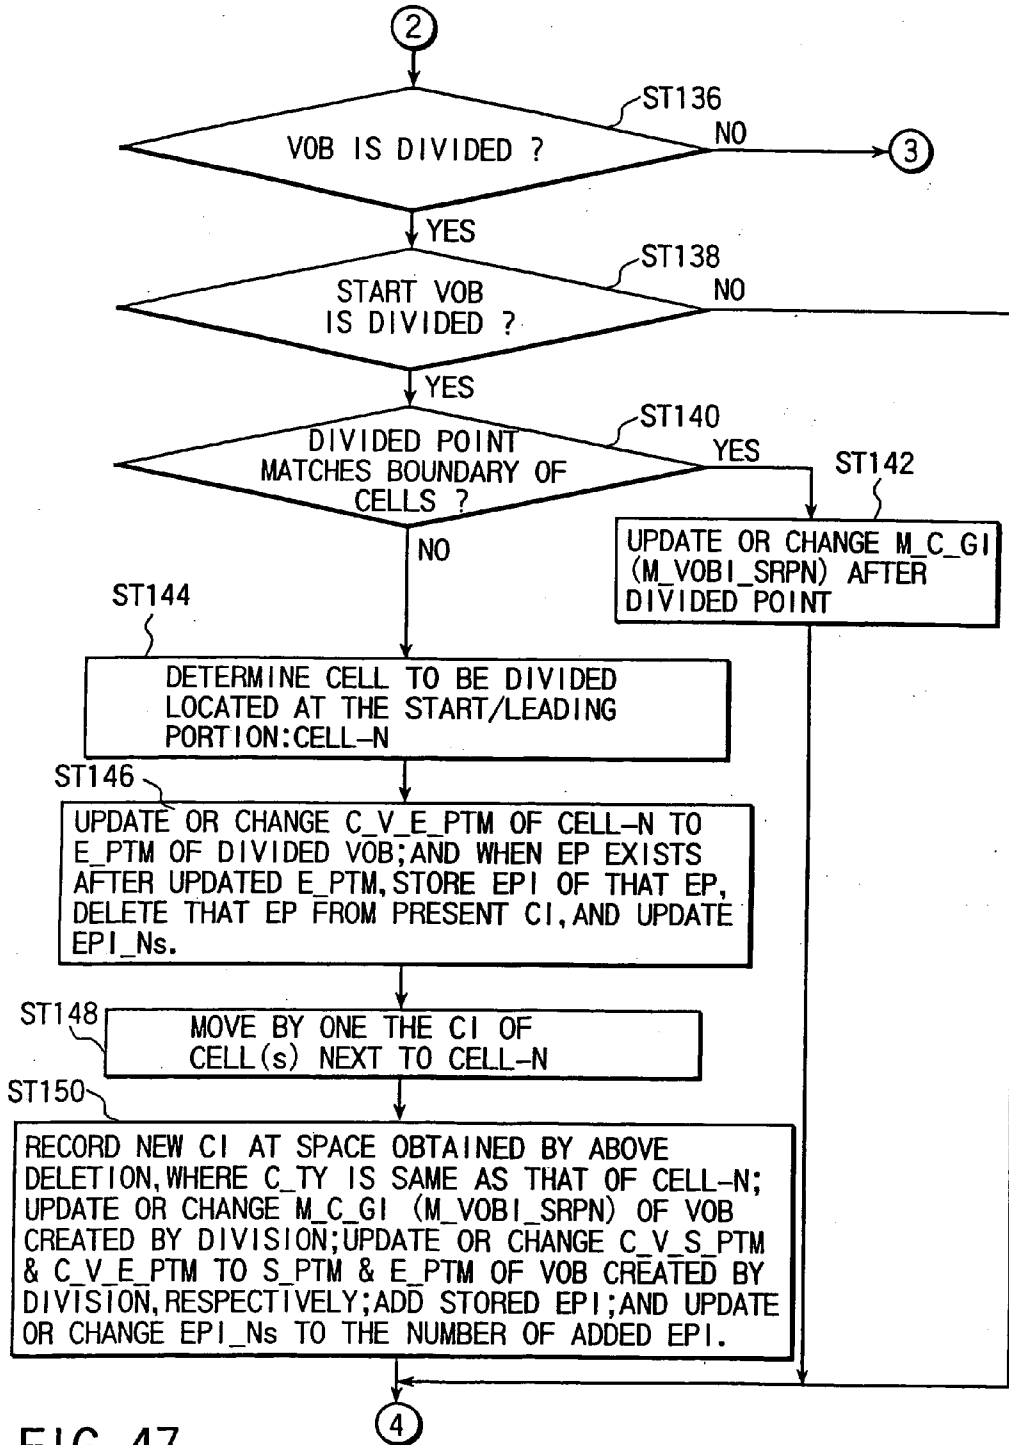 2
ST136
VOB IS DIVIDED ?
NO
3
YES
ST138
START VOB
IS DIVIDED ?
NO
YES
ST140
DIVIDED POINT
MATCHES BOUNDARY OF
CELLS ?
YES
NO
ST142
UPDATE OR CHANGE M_C_GI
(M_VOBI_SRPN) AFTER
DIVIDED POINT
ST144
DETERMINE CELL TO BE DIVIDED
LOCATED AT THE START/LEADING
PORTION:CELL-N
ST146
UPDATE OR CHANGE C_V_E_PTM OF CELL-N TO
E_PTM OF DIVIDED VOB;AND WHEN EP EXISTS
AFTER UPDATED E_PTM,STORE EPI OF THAT EP,
DELETE THAT EP FROM PRESENT CI,AND UPDATE
EPI_Ns.
ST148
MOVE BY ONE THE CI OF
CELL(s) NEXT TO CELL-N
ST150
RECORD NEW CI AT SPACE OBTAINED BY ABOVE
DELETION,WHERE C_TY IS SAME AS THAT OF CELL-N;
UPDATE OR CHANGE M_C_GI (M_VOBI_SRPN) OF VOB
CREATED BY DIVISION;UPDATE OR CHANGE C_V_S_PTM
& C_V_E_PTM TO S_PTM & E_PTM OF VOB CREATED BY
DIVISION,RESPECTIVELY;ADD STORED EPI;AND UPDATE
OR CHANGE EPI_Ns TO THE NUMBER OF ADDED EPI.
4
FIG. 47